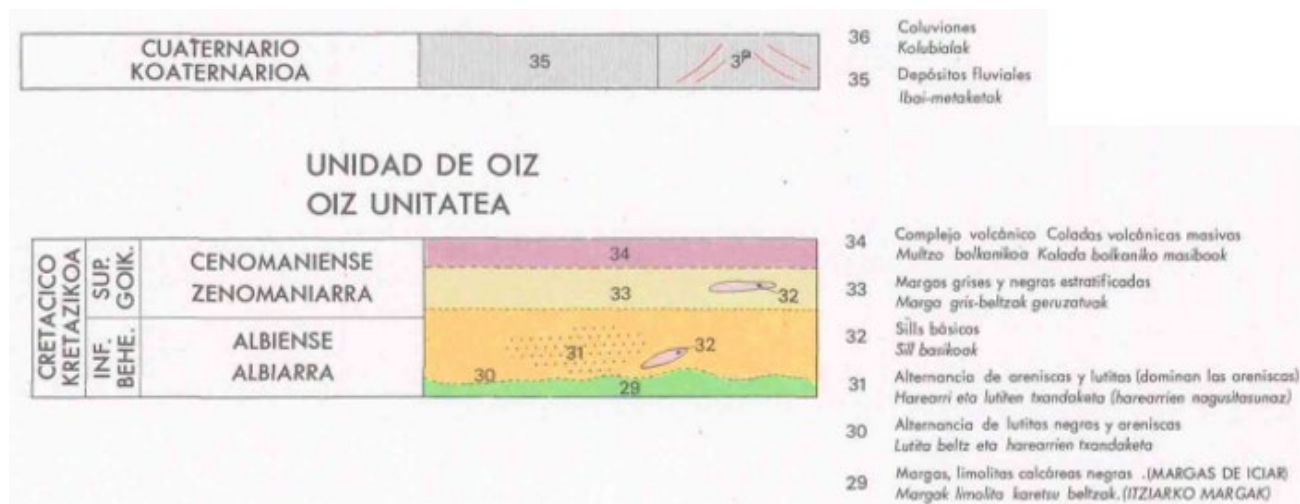 CUATERNARIO
KOATERNARIOA
35
36
Coluviones
Kolubialak
35
Depósitos fluviales
Ibai-metaketak
UNIDAD DE OIZ
OIZ UNITATEA
CRETACICO
KRETAZIKOA
SUP.
GOIK.
CENOMANIENSE
ZENOMANIARRA
INF.
BEHE.
ALBIENSE
ALBIARRA
34
33
32
31
32
30
29
34
Complejo volcánico Coladas volcánicas masivas
Multzo bolkanikoa Kolada bolkaniko masiboak
33
Margas grises y negras estratificadas
Marga gris-beltzak geruzatuak
32
Sills básicos
Sill basikoak
31
Alternancia de areniscas y lutitas (dominan las areniscas)
Harearri eta lutiten txandaketa (harearrien nagusitasunaz)
30
Alternancia de lutitas negras y areniscas
Lutita beltz eta harearrien txandaketa
29
Margas, limolitas calcáreas negras .(MARGAS DE ICIAR)
Margak limolita karetsu beltzak.(ITZIARKO MARGAK)